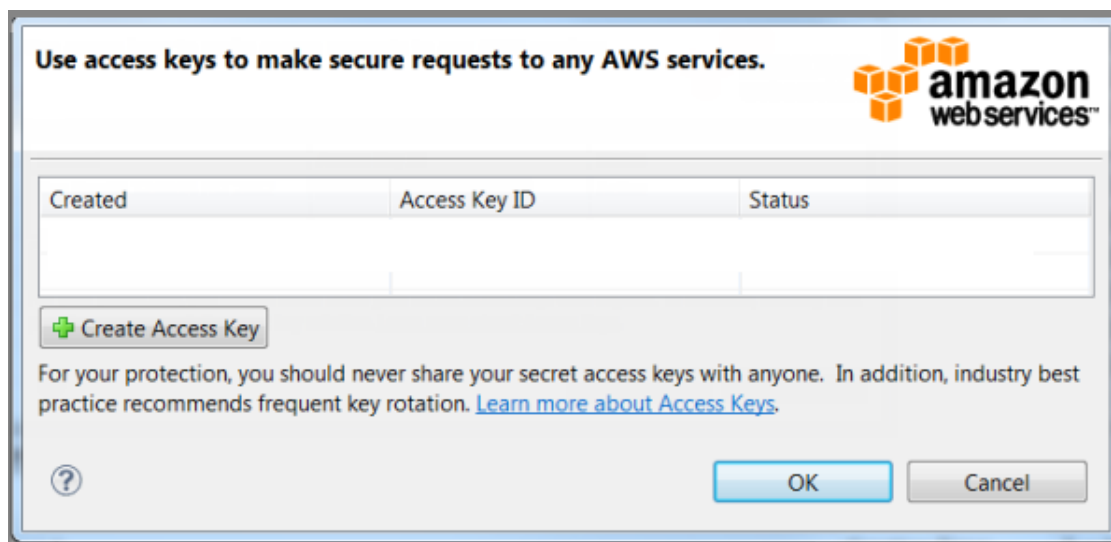 Use access keys to make secure requests to any AWS services.
amazon
webservices™
Created Access Key ID Status
Create Access Key
For your protection, you should never share your secret access keys with anyone. In addition, industry best
practice recommends frequent key rotation. Learn more about Access Keys.
? OK Cancel